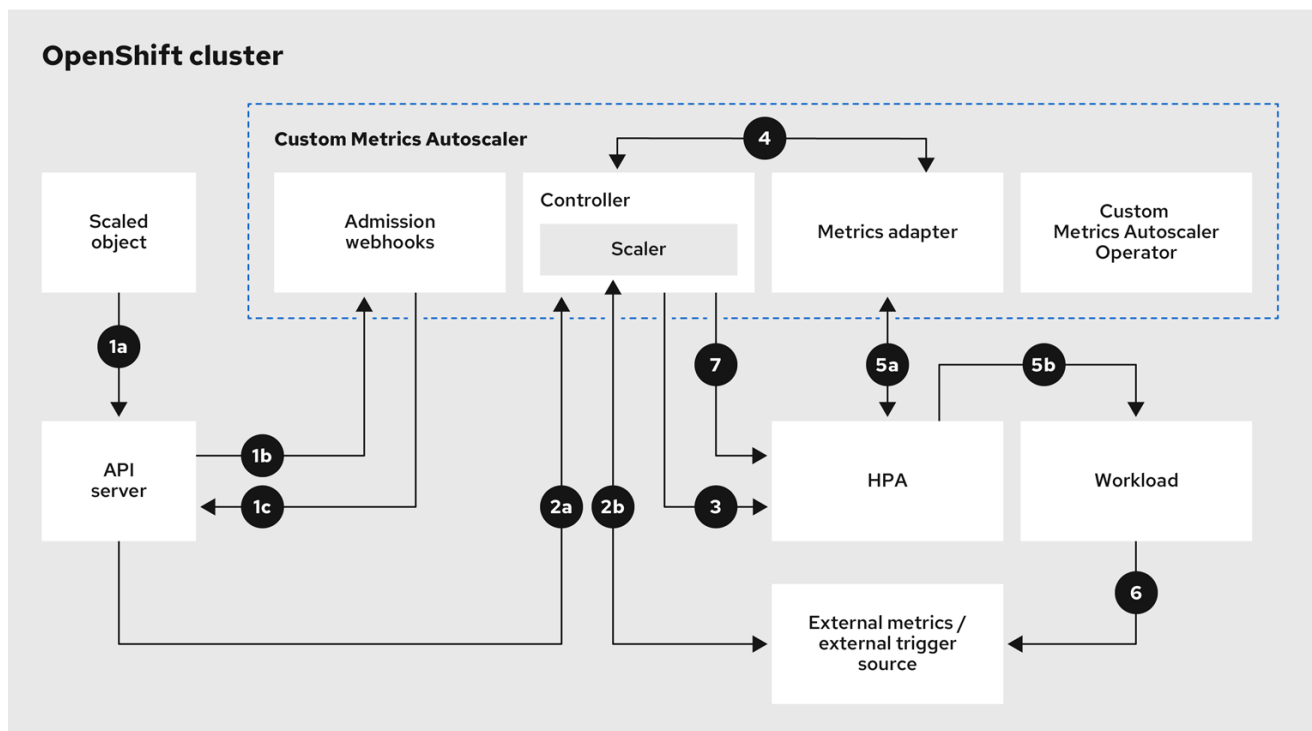 OpenShift cluster
Custom Metrics Autoscaler
4
Scaled
object
Admission
webhooks
Controller
Scaler
Metrics adapter
Custom
Metrics Autoscaler
Operator
1a
7
5a
5b
API
server
1b
1c
2a
2b
3
HPA
Workload
6
External metrics /
external trigger
source